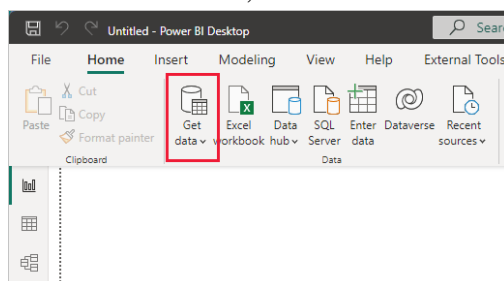 Untitled - Power BI Desktop
Sear
File Home Insert Modeling View Help External Tools
Cut
Copy
Format painter
Paste
Clipboard
Get data
Excel workbook
Data hub
SQL Server
Enter data
Dataverse
Recent sources
Data